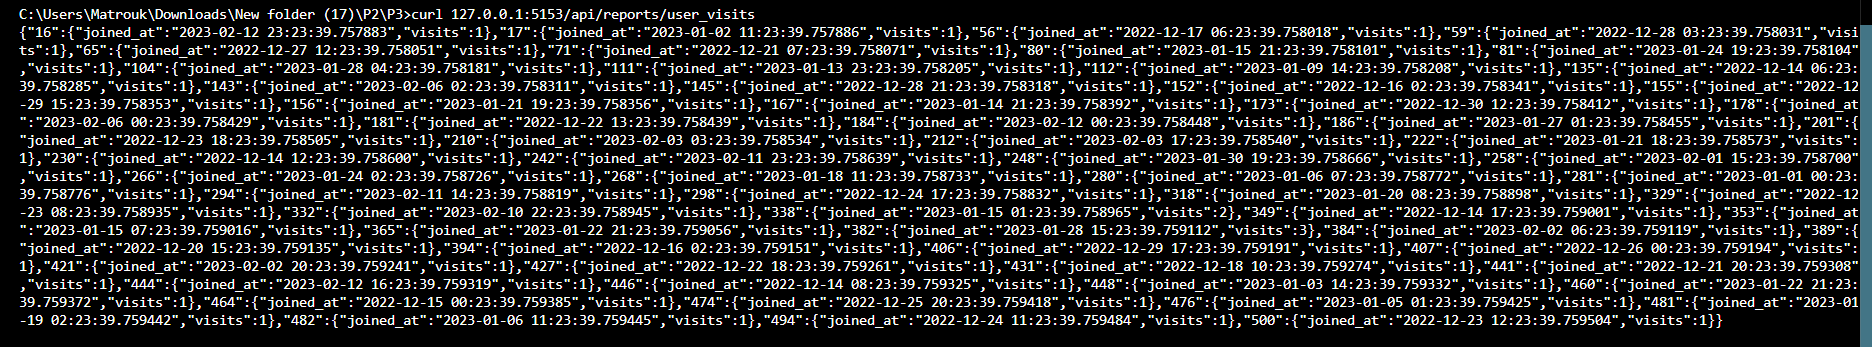 C:\Users\Matrouk\Downloads\New folder (17)\P2\P3>curl 127.0.0.1:5153/api/reports/user_visits
{"16":{"joined_at":"2023-02-12 23:23:39.757883","visits":1},"17":{"joined_at":"2023-01-02 11:23:39.757886","visits":1},"56":{"joined_at":"2022-12-17 06:23:39.758018","visits":1},"59":{"joined_at":"2022-12-28 03:23:39.758031","visi
ts":1},"65":{"joined_at":"2022-12-27 12:23:39.758051","visits":1},"71":{"joined_at":"2022-12-21 07:23:39.758071","visits":1},"80":{"joined_at":"2023-01-15 21:23:39.758101","visits":1},"81":{"joined_at":"2023-01-24 19:23:39.758104"
,"visits":1},"104":{"joined_at":"2023-01-28 04:23:39.758181","visits":1},"111":{"joined_at":"2023-01-13 23:23:39.758205","visits":1},"112":{"joined_at":"2023-01-09 14:23:39.758208","visits":1},"135":{"joined_at":"2022-12-14 06:23:
39.758285","visits":1},"143":{"joined_at":"2023-02-06 02:23:39.758311","visits":1},"145":{"joined_at":"2022-12-28 21:23:39.758318","visits":1},"152":{"joined_at":"2022-12-16 02:23:39.758341","visits":1},"155":{"joined_at":"2022-12
-29 15:23:39.758353","visits":1},"156":{"joined_at":"2023-01-21 19:23:39.758356","visits":1},"167":{"joined_at":"2023-01-14 21:23:39.758392","visits":1},"173":{"joined_at":"2022-12-30 12:23:39.758412","visits":1},"178":{"joined_at
":"2023-02-06 00:23:39.758429","visits":1},"181":{"joined_at":"2022-12-22 13:23:39.758439","visits":1},"184":{"joined_at":"2023-02-12 00:23:39.758448","visits":1},"186":{"joined_at":"2023-01-27 01:23:39.758455","visits":1},"201":{
"joined_at":"2022-12-23 18:23:39.758505","visits":1},"210":{"joined_at":"2023-02-03 03:23:39.758534","visits":1},"212":{"joined_at":"2023-02-03 17:23:39.758540","visits":1},"222":{"joined_at":"2023-01-21 18:23:39.758573","visits":
1},"230":{"joined_at":"2022-12-14 12:23:39.758600","visits":1},"242":{"joined_at":"2023-02-11 23:23:39.758639","visits":1},"248":{"joined_at":"2023-01-30 19:23:39.758666","visits":1},"258":{"joined_at":"2023-02-01 15:23:39.758700"
,"visits":1},"266":{"joined_at":"2023-01-24 02:23:39.758726","visits":1},"268":{"joined_at":"2023-01-18 11:23:39.758733","visits":1},"280":{"joined_at":"2023-01-06 07:23:39.758772","visits":1},"281":{"joined_at":"2023-01-01 00:23:
39.758776","visits":1},"294":{"joined_at":"2023-02-11 14:23:39.758819","visits":1},"298":{"joined_at":"2022-12-24 17:23:39.758832","visits":1},"318":{"joined_at":"2023-01-20 08:23:39.758898","visits":1},"329":{"joined_at":"2022-12
-23 08:23:39.758935","visits":1},"332":{"joined_at":"2023-02-10 22:23:39.758945","visits":1},"338":{"joined_at":"2023-01-15 01:23:39.758965","visits":2},"349":{"joined_at":"2022-12-14 17:23:39.759001","visits":1},"353":{"joined_at
":"2023-01-15 07:23:39.759016","visits":1},"365":{"joined_at":"2023-01-22 21:23:39.759056","visits":1},"382":{"joined_at":"2023-01-28 15:23:39.759112","visits":3},"384":{"joined_at":"2023-02-02 06:23:39.759119","visits":1},"389":{
"joined_at":"2022-12-20 15:23:39.759135","visits":1},"394":{"joined_at":"2022-12-16 02:23:39.759151","visits":1},"406":{"joined_at":"2022-12-29 17:23:39.759191","visits":1},"407":{"joined_at":"2022-12-26 00:23:39.759194","visits":
1},"421":{"joined_at":"2023-02-02 20:23:39.759241","visits":1},"427":{"joined_at":"2022-12-22 18:23:39.759261","visits":1},"431":{"joined_at":"2022-12-18 10:23:39.759274","visits":1},"441":{"joined_at":"2022-12-21 20:23:39.759308"
,"visits":1},"444":{"joined_at":"2023-02-12 16:23:39.759319","visits":1},"446":{"joined_at":"2022-12-14 08:23:39.759325","visits":1},"448":{"joined_at":"2023-01-03 14:23:39.759332","visits":1},"460":{"joined_at":"2023-01-22 21:23:
39.759372","visits":1},"464":{"joined_at":"2022-12-15 00:23:39.759385","visits":1},"474":{"joined_at":"2022-12-25 20:23:39.759418","visits":1},"476":{"joined_at":"2023-01-05 01:23:39.759425","visits":1},"481":{"joined_at":"2023-01
-19 02:23:39.759442","visits":1},"482":{"joined_at":"2023-01-06 11:23:39.759445","visits":1},"494":{"joined_at":"2022-12-24 11:23:39.759484","visits":1},"500":{"joined_at":"2022-12-23 12:23:39.759504","visits":1}}